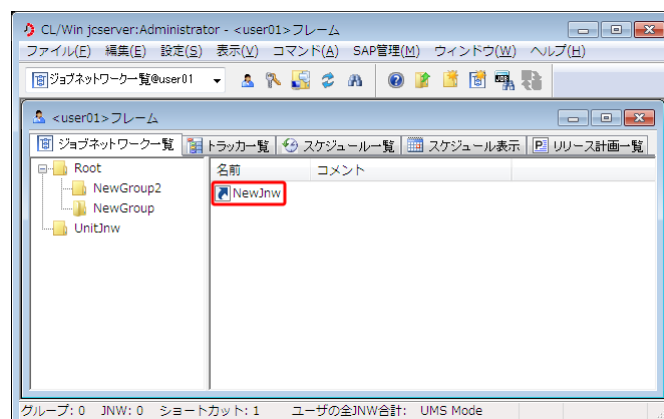 CL/Win jcserver:Administrator - <user01>フレーム
ファイル(F) 編集(E) 設定(S) 表示(V) コマンド(A) SAP管理(M) ウィンドウ(W) ヘルプ(H)
ジョブネットワーク一覧@user01
<user01>フレーム
ジョブネットワーク一覧 トラッカ一覧 スケジュール一覧 スケジュール表示 リリース計画一覧
Root
NewGroup2
NewGroup
UnitJnw
名前 コメント
NewJnw
グループ: 0 JNW: 0 ショートカット: 1 ユーザの全JNW合計: UMS Mode